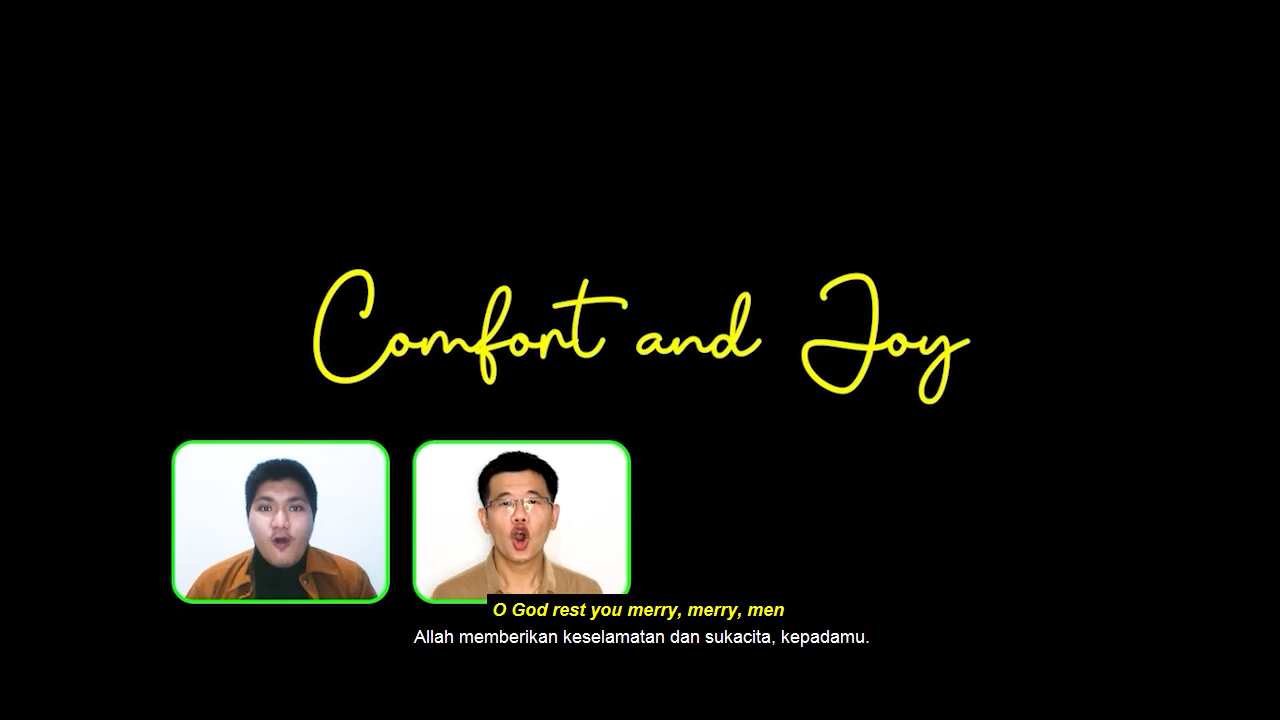 Comfort and Joy
O God rest you merry, merry, men
Allah memberikan keselamatan dan sukacita, kepadamu.